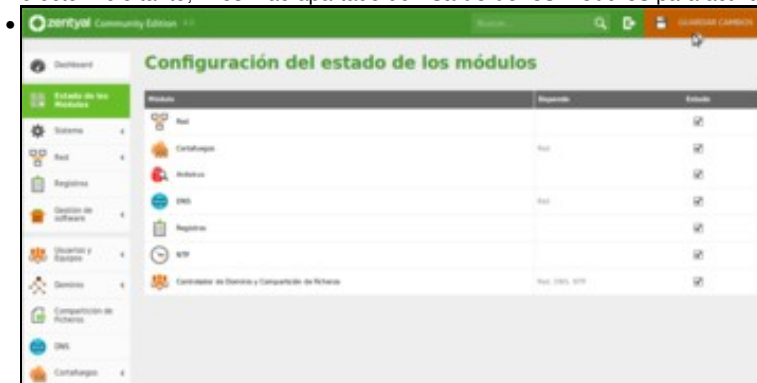 zentyal Community Edition
Buscar...
GUARDAR CAMBIOS
Dashboard
Configuración del estado de los módulos
Estado de los
Módulos
Módulo Depende Estado
Sistema
Red
Red
Cortafuegos Red
Antivirus
Registros
DNS Red
Gestión de
software
Registros
NTP
Usuarios y
Equipos
Controlador de Dominio y Compartición de ficheros Red, DNS, NTP
Dominio
Compartición de
Ficheros
DNS
Cortafuegos